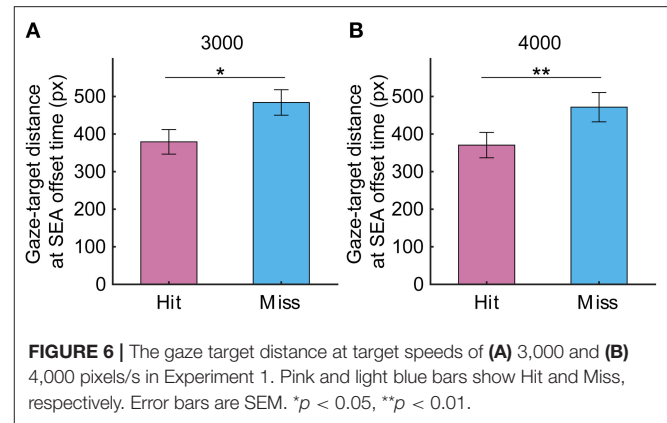 A
3000
*
Gaze-target distance
at SEA offset time (px)
500
400
300
200
100
0
Hit Miss
B
4000
**
Gaze-target distance
at SEA offset time (px)
500
400
300
200
100
0
Hit Miss
FIGURE 6 | The gaze target distance at target speeds of (A) 3,000 and (B)
4,000 pixels/s in Experiment 1. Pink and light blue bars show Hit and Miss,
respectively. Error bars are SEM. *p < 0.05, **p < 0.01.